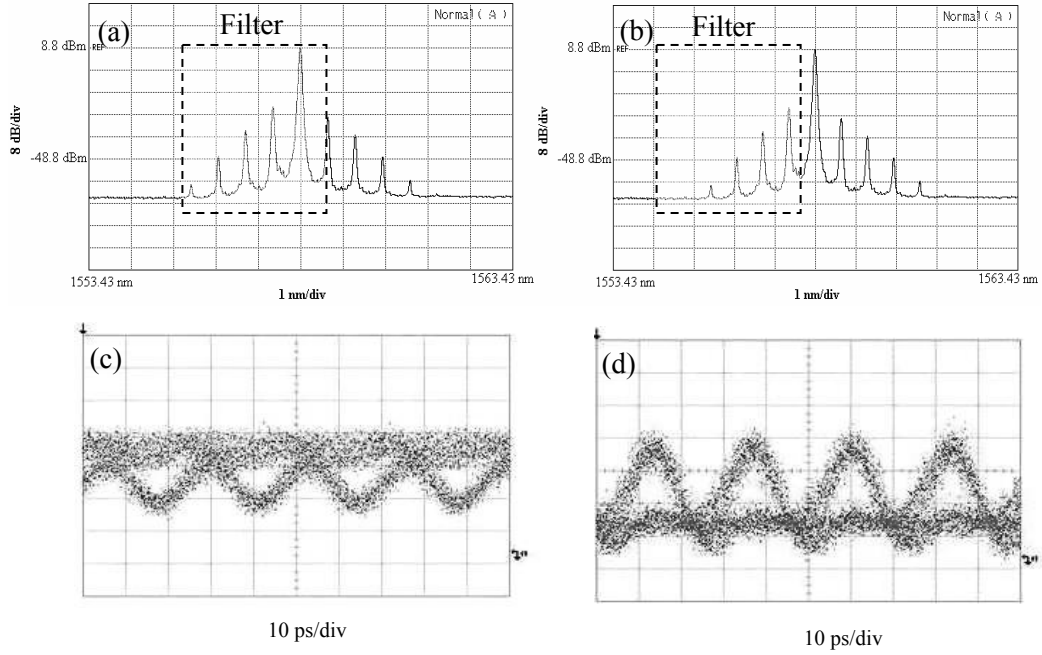 (a)
Filter
Normal ( A )
8.8 dBm
REF
-48.8 dBm
8 dB/div
1553.43 nm
1 nm/div
1563.43 nm
(b)
Filter
Normal ( A )
8.8 dBm
REF
-48.8 dBm
8 dB/div
1553.43 nm
1 nm/div
1563.43 nm
(c)
10 ps/div
(d)
10 ps/div